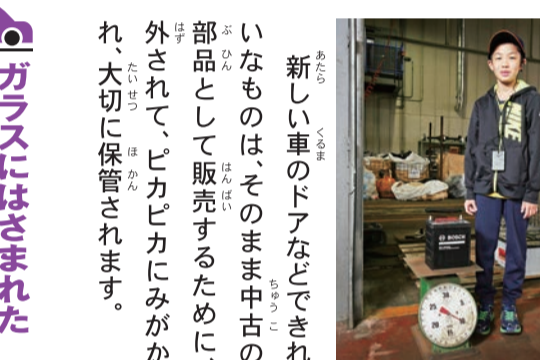 新しい車のドアなどできれ
いなものは、そのまま中古の
部品として販売するために、
外されて、ピカピカにみがか
れ、大切に保管されます。
ガラスにはさまれた
BOSCH